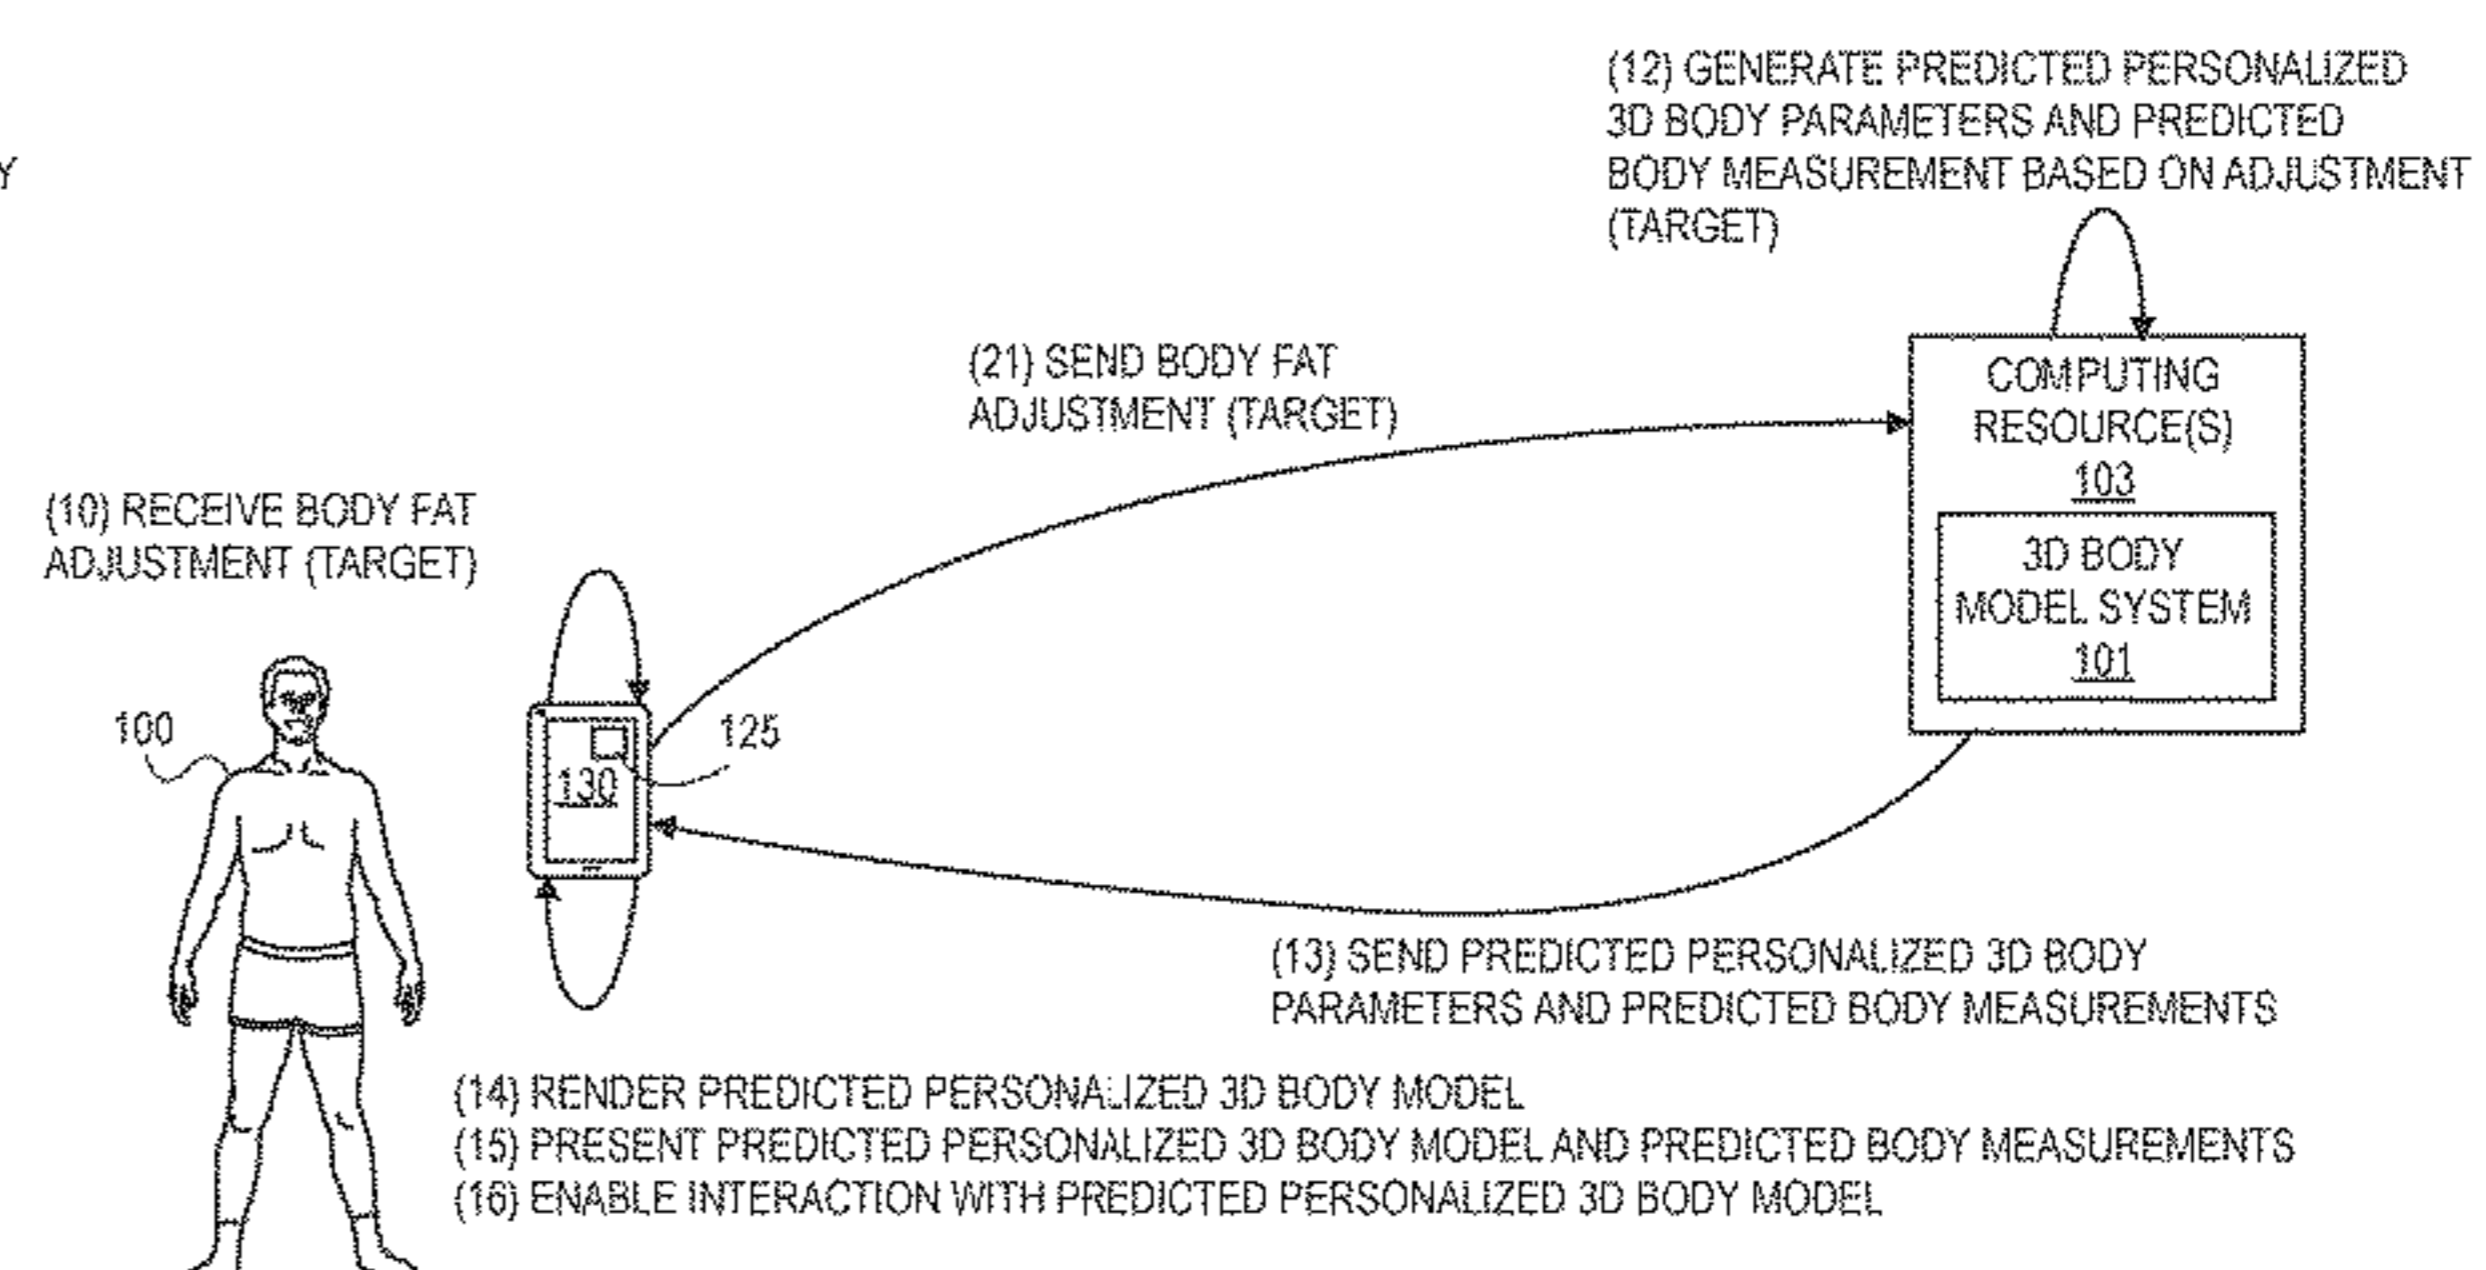 Y
(12) GENERATE PREDICTED PERSONALIZED
3D BODY PARAMETERS AND PREDICTED
BODY MEASUREMENT BASED ON ADJUSTMENT
(TARGET)
(21) SEND BODY FAT
ADJUSTMENT (TARGET)
COMPUTING
RESOURCE(S)
103
3D BODY
MODEL SYSTEM
101
(10) RECEIVE BODY FAT
ADJUSTMENT (TARGET)
100
125
130
(13) SEND PREDICTED PERSONALIZED 3D BODY
PARAMETERS AND PREDICTED BODY MEASUREMENTS
(14) RENDER PREDICTED PERSONALIZED 3D BODY MODEL
(15) PRESENT PREDICTED PERSONALIZED 3D BODY MODEL AND PREDICTED BODY MEASUREMENTS
(16) ENABLE INTERACTION WITH PREDICTED PERSONALIZED 3D BODY MODEL